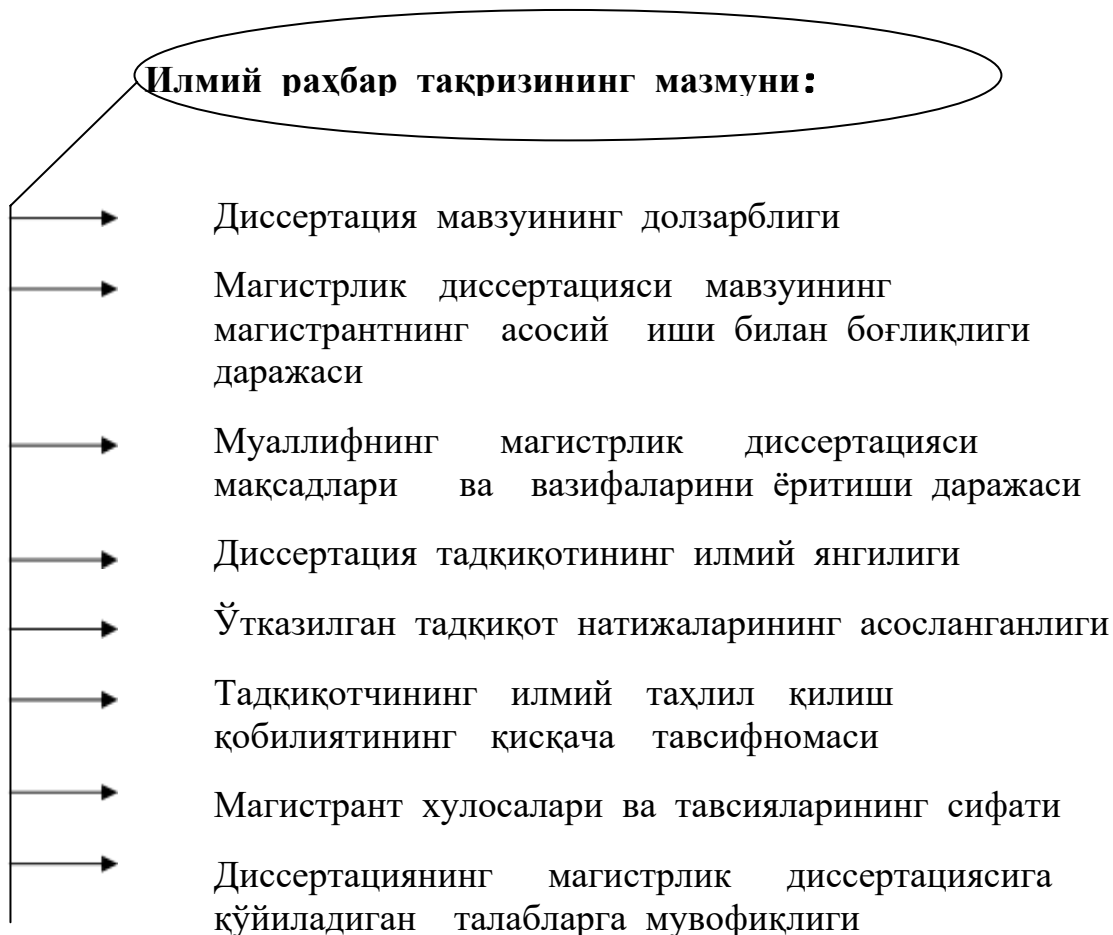 Илмий раҳбар тақризининг мазмуни:
Диссертация мавзуининг долзарблиги
Магистрлик диссертацияси мавзуининг
магистрантнинг асосий иши билан боғлиқлиги
даражаси
Муаллифнинг магистрлик диссертацияси
мақсадлари ва вазифаларини ёритиши даражаси
Диссертация тадқиқотининг илмий янгилиги
Ўтказилган тадқиқот натижаларининг асосланганлиги
Тадқиқотчининг илмий таҳлил қилиш
қобилиятининг қисқача тавсифномаси
Магистрант хулосалари ва тавсияларининг сифати
Диссертациянинг магистрлик диссертациясига
қўйиладиган талабларга мувофиқлиги